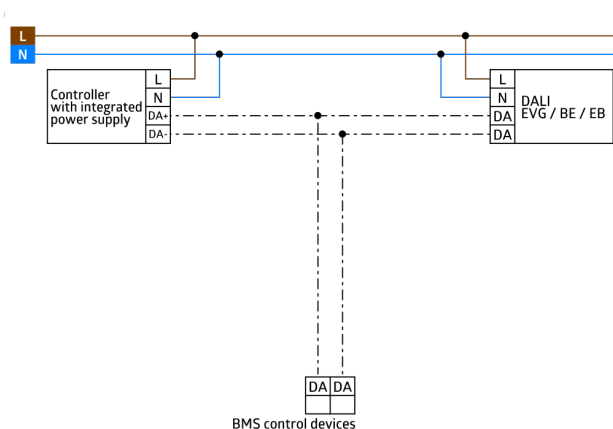 L
N
Controller
with integrated
power supply
L
N
DA+
DA-
L
N
DA
DA
DALI
EVG / BE / EB
DA DA
BMS control devices